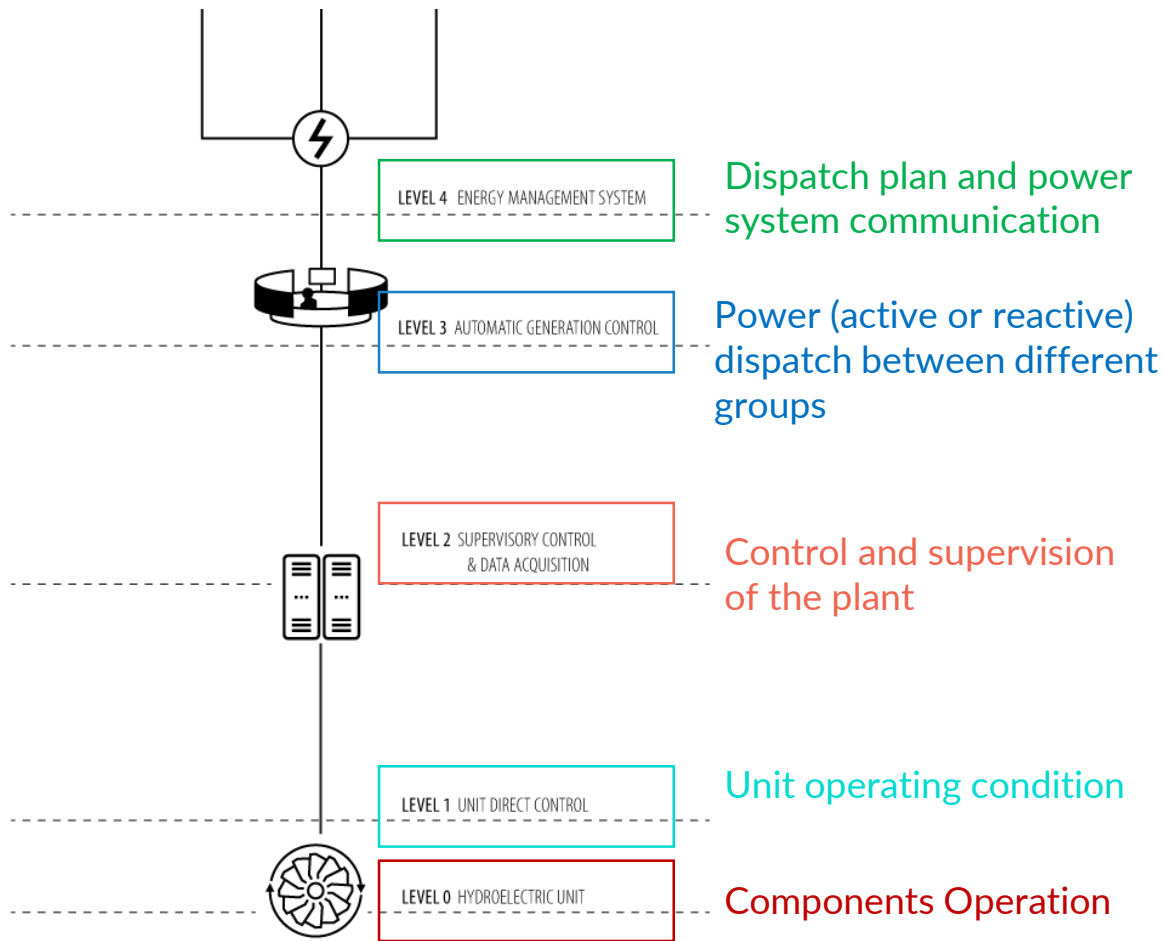 LEVEL 4 ENERGY MANAGEMENT SYSTEM
Dispatch plan and power
system communication
LEVEL 3 AUTOMATIC GENERATION CONTROL
Power (active or reactive)
dispatch between different
groups
LEVEL 2 SUPERVISORY CONTROL
& DATA ACQUISITION
Control and supervision
of the plant
LEVEL 1 UNIT DIRECT CONTROL
Unit operating condition
LEVEL 0 HYDROELECTRIC UNIT
Components Operation